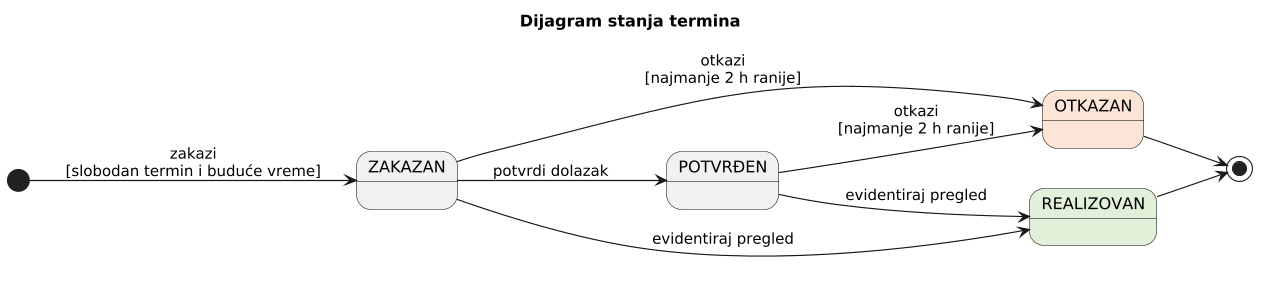 Dijagram stanja termina
otkazi
[najmanje 2 h ranije]
OTKAZAN
otkazi
[najmanje 2 h ranije]
zakazi
[slobodan termin i buduće vreme]
ZAKAZAN
potvrdi dolazak
POTVRĐEN
evidentiraj pregled
REALIZOVAN
evidentiraj pregled